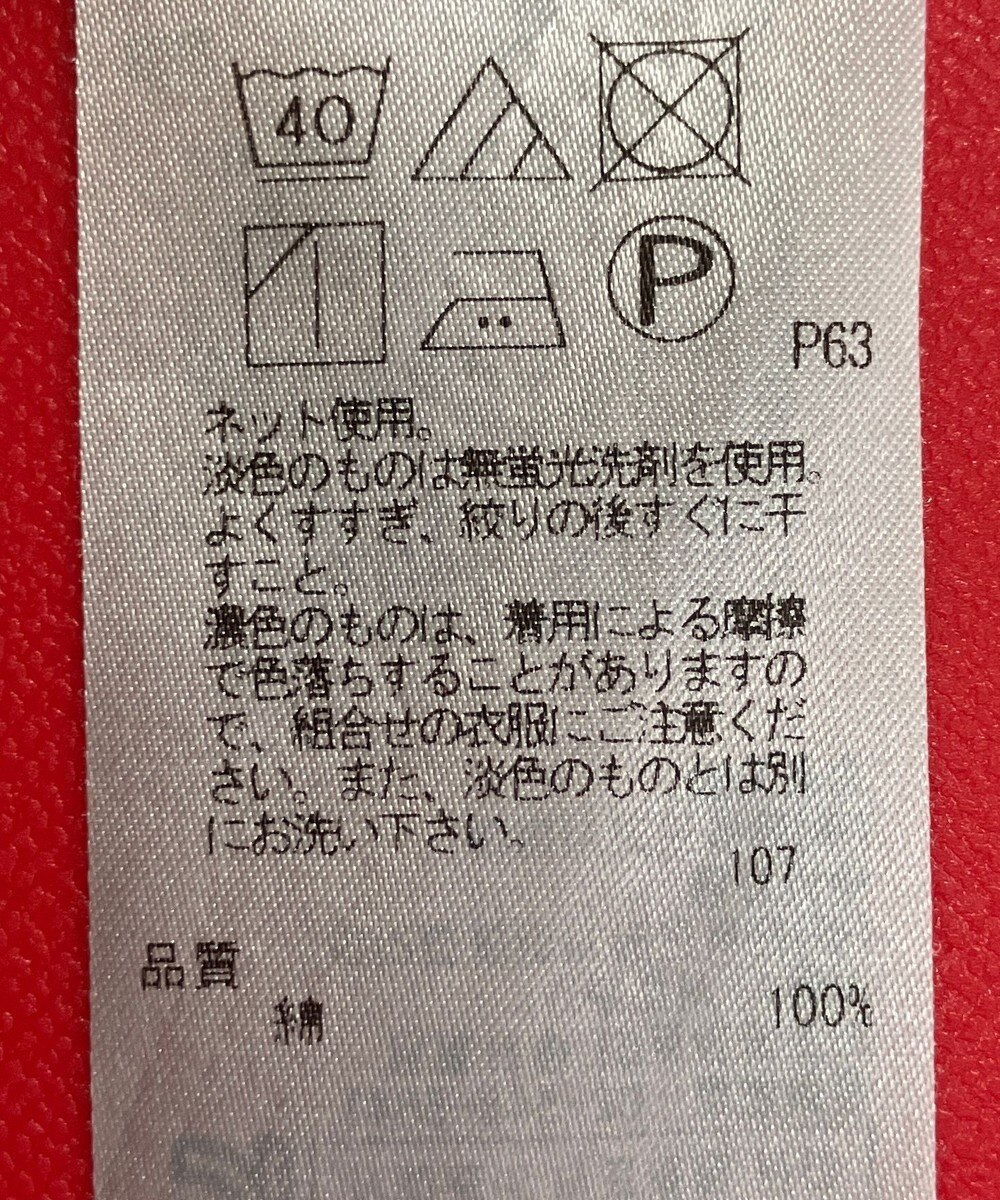 40
P
P63
ネット使用。
淡色のものは無蛍光洗剤を使用。
よくすすぎ、絞りの後すぐに干
すこと。
濃色のものは、着用による摩擦
で色落ちすることがありますの
で、組合せの衣服にご注意くだ
さい。また、淡色のものとは別
にお洗い下さい。
107
品質
綿 100%